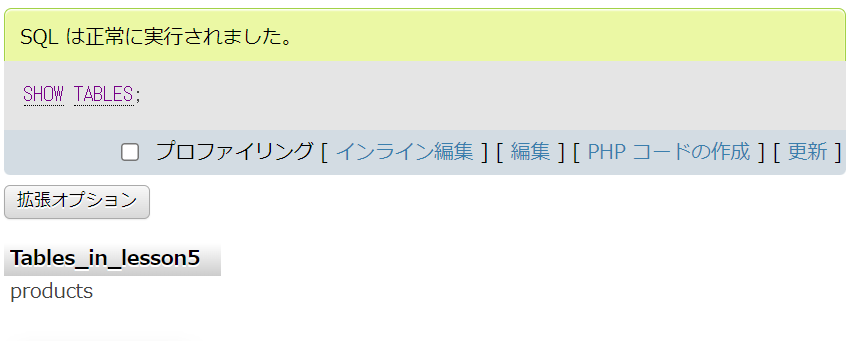 SQL は正常に実行されました。
SHOW TABLES;
プロファイリング [ インライン編集 ] [ 編集 ] [ PHP コードの作成 ] [ 更新 ]
拡張オプション
Tables_in_lesson5
products